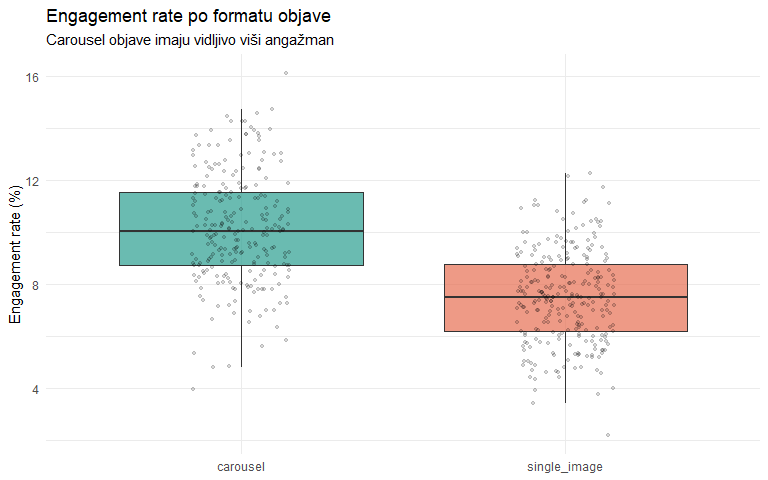 Engagement rate po formatu objave
Carousel objave imaju vidljivo viši angažman
Engagement rate (%)
16
12
8
4
carousel
single_image